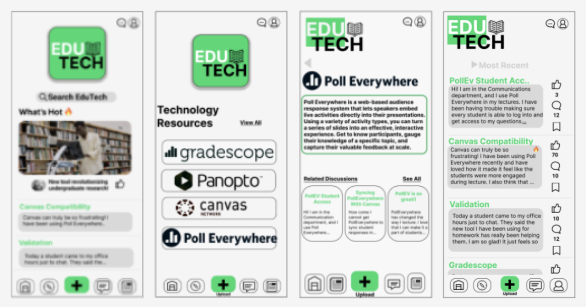 EDU
TECH
Search EduTech
What's Hot
New tool revolutionizing
undergraduate research!
Canvas Compatibility
Canvas can truly be so frustrating! I
have been using Poll Everywhere...
Validation
Today a student came to my office
hours just to chat. They said the...
EDU
TECH
Technology
Resources
View All
gradescope
Panopto
canvas
NETWORK
Poll Everywhere
Upload
EDU
TECH
Poll Everywhere
Poll Everywhere is a web-based audience
response system that lets speakers embed
live activities directly into their presentations.
Using a variety of activity types, you can turn
a series of slides into an effective, interactive
experience. Get to know participants, gauge
their knowledge of a specific topic, and
capture their valuable feedback at scale.
Related Discussions
See All
PollEV Student
Access
Hi! I am in the
Communications
department,
and I use Poll
Everywhere...
Syncing
PollEverywhere
With Canvas
How come I
cannot get
PollEverywhere to
sync student
responses in...
PollEV is so
great!
PollEverywhere
has changed the
way I lecture. I
can that make it a
part of students...
Upload
EDU
TECH
Most Recent
PollEv Student Acc..
Hi! I am in the Communications
department, and I use Poll
Everywhere in my lectures. I have
been having trouble making sure
every student is able to log into and
get to my questions...
3
12
Canvas Compatibility
Canvas can truly be so
frustrating! I have been using Poll
Everywhere recently and have
loved how it made it feel like the
students were more engaged
during lecture. I also think that ...
70
10
Validation
Today a student came to my office
hours just to chat. They said the
new tool I have been using for
homework has really been helping
them. I am so glad! It just feels so
10
12
Gradescope
Upload